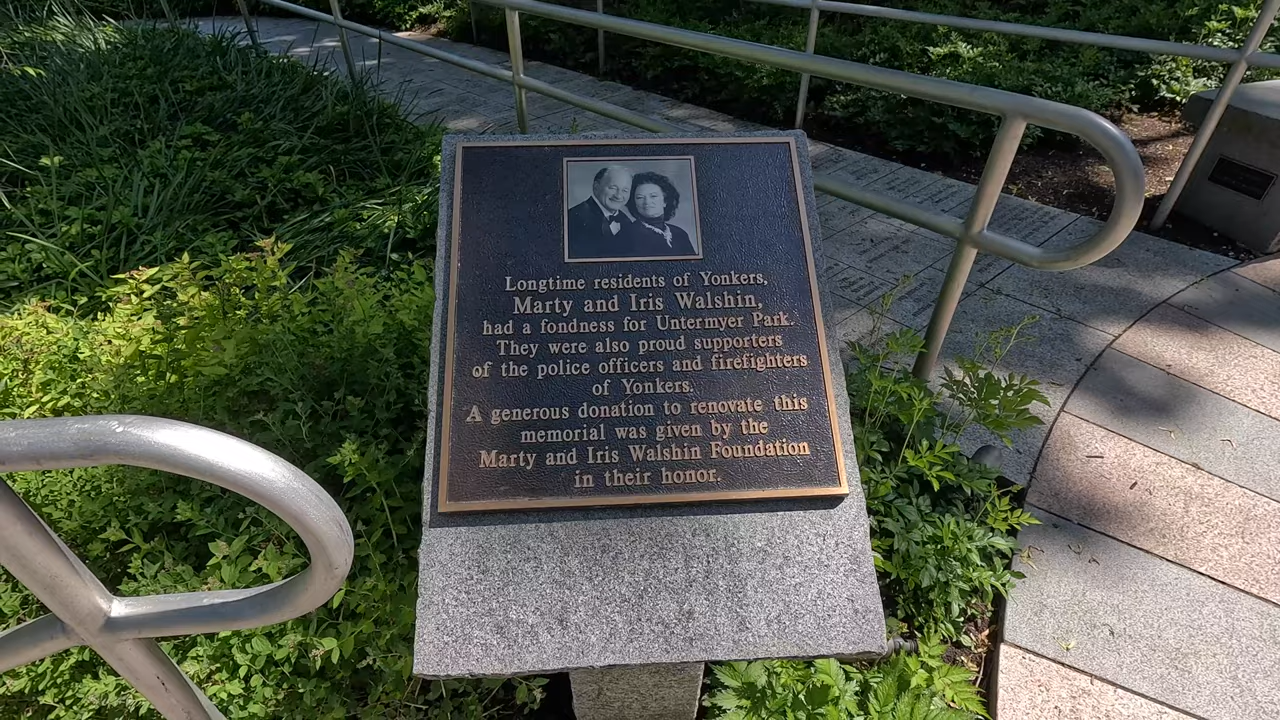 Longtime residents of Yonkers,
Marty and Iris Walshin,
had a fondness for Untermyer Park.
They were also proud supporters
of the police officers and firefighters
of Yonkers.
A generous donation to renovate this
memorial was given by the
Marty and Iris Walshin Foundation
in their honor.